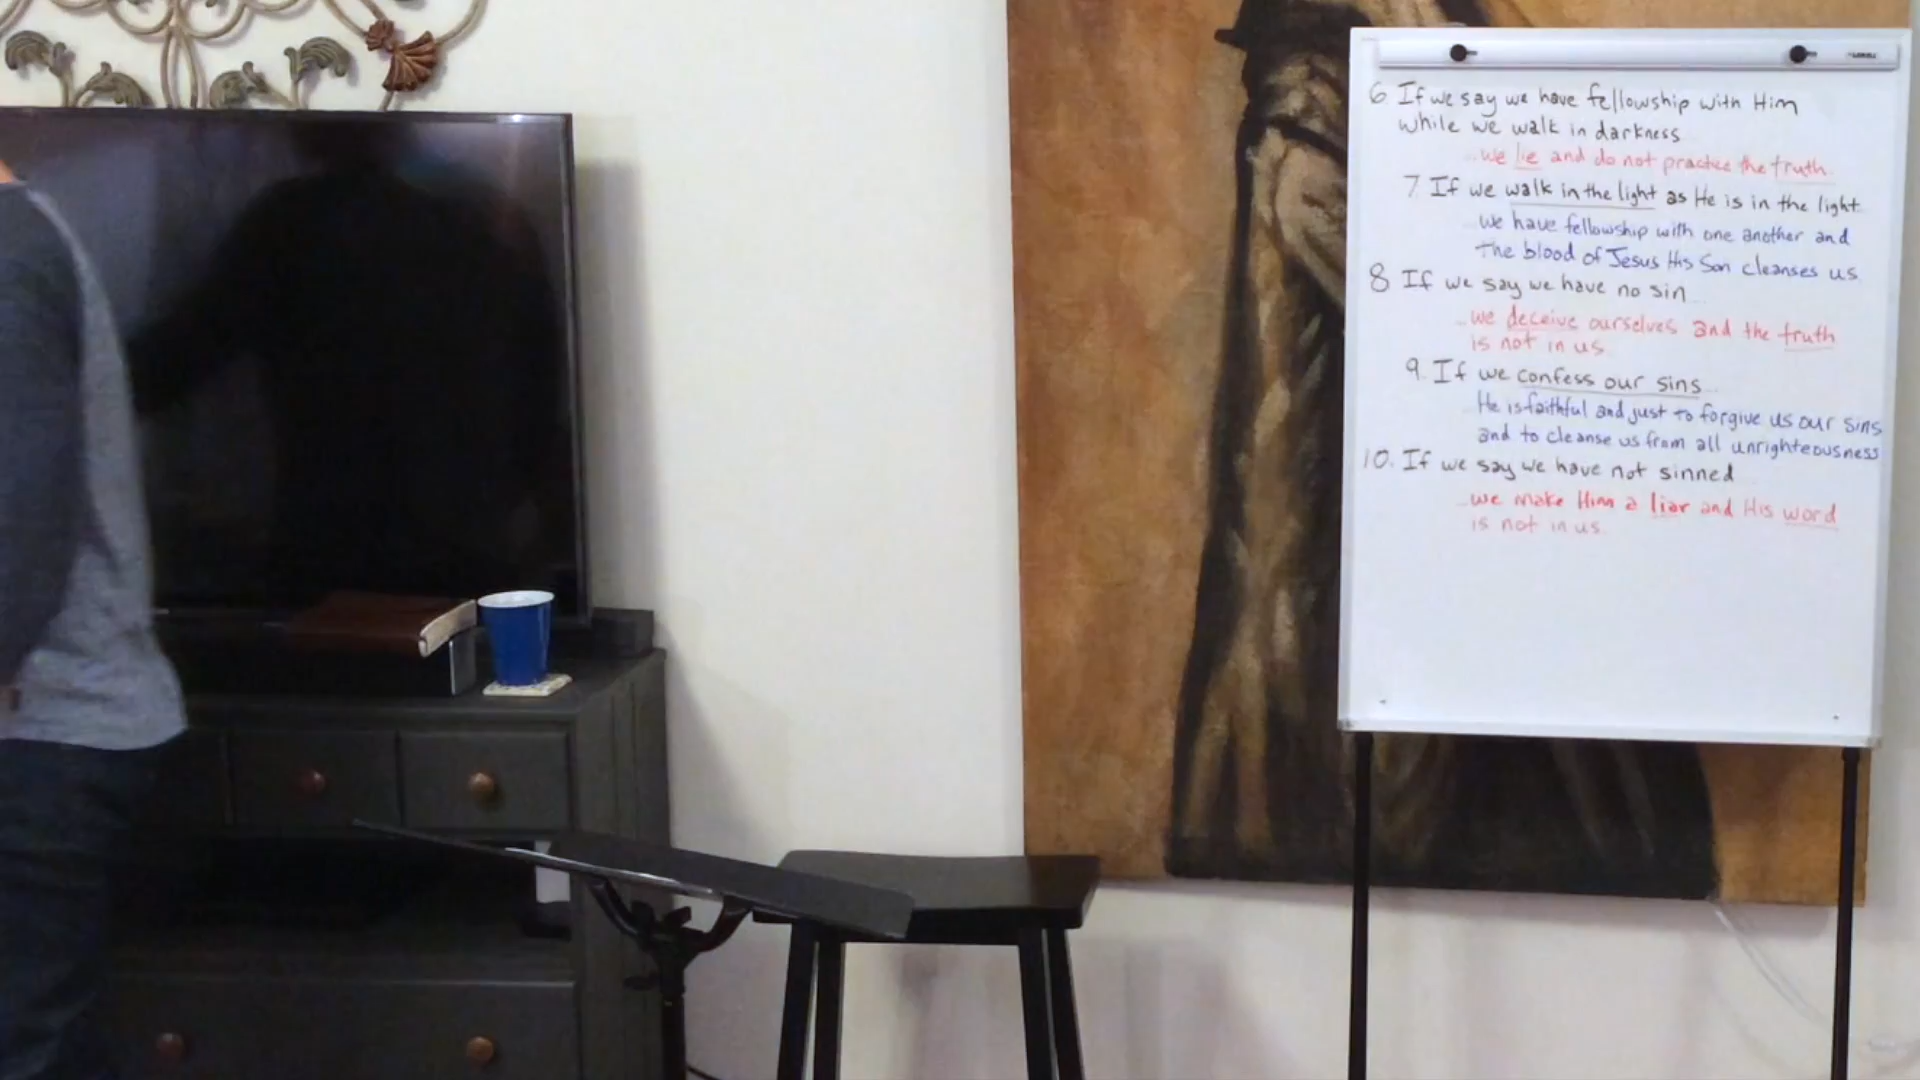 6. If we say we have fellowship with Him
while we walk in darkness
...we lie and do not practice the truth.
7. If we walk in the light as He is in the light...
...we have fellowship with one another and
the blood of Jesus His Son cleanses us
8 If we say we have no sin...
...we deceive ourselves and the truth
is not in us.
9. If we confess our sins...
...He is faithful and just to forgive us our sins
and to cleanse us from all unrighteousness
10. If we say we have not sinned...
...we make Him a liar and His word
is not in us.